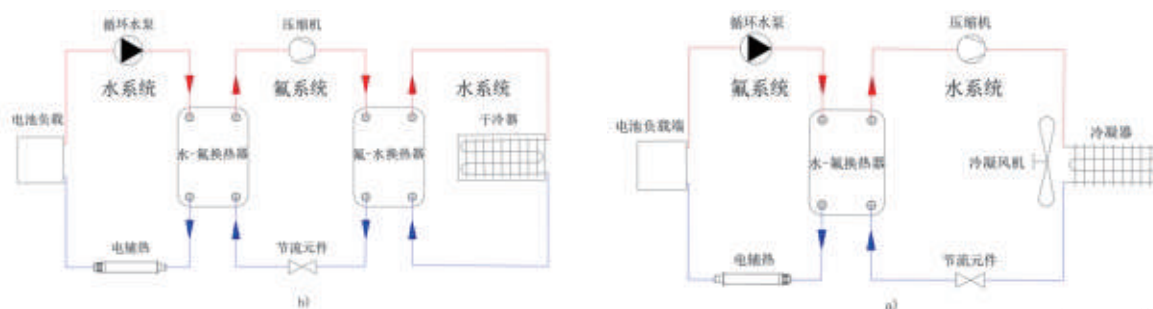 循环水泵
压缩机
水系统
氟系统
水系统
电池负载
水-氟换热器
氟-水换热器
干冷器
电辅热
节流元件
b)
循环水泵
压缩机
氟系统
水系统
电池负载端
水-氟换热器
冷凝风机
冷凝器
电辅热
节流元件
a)